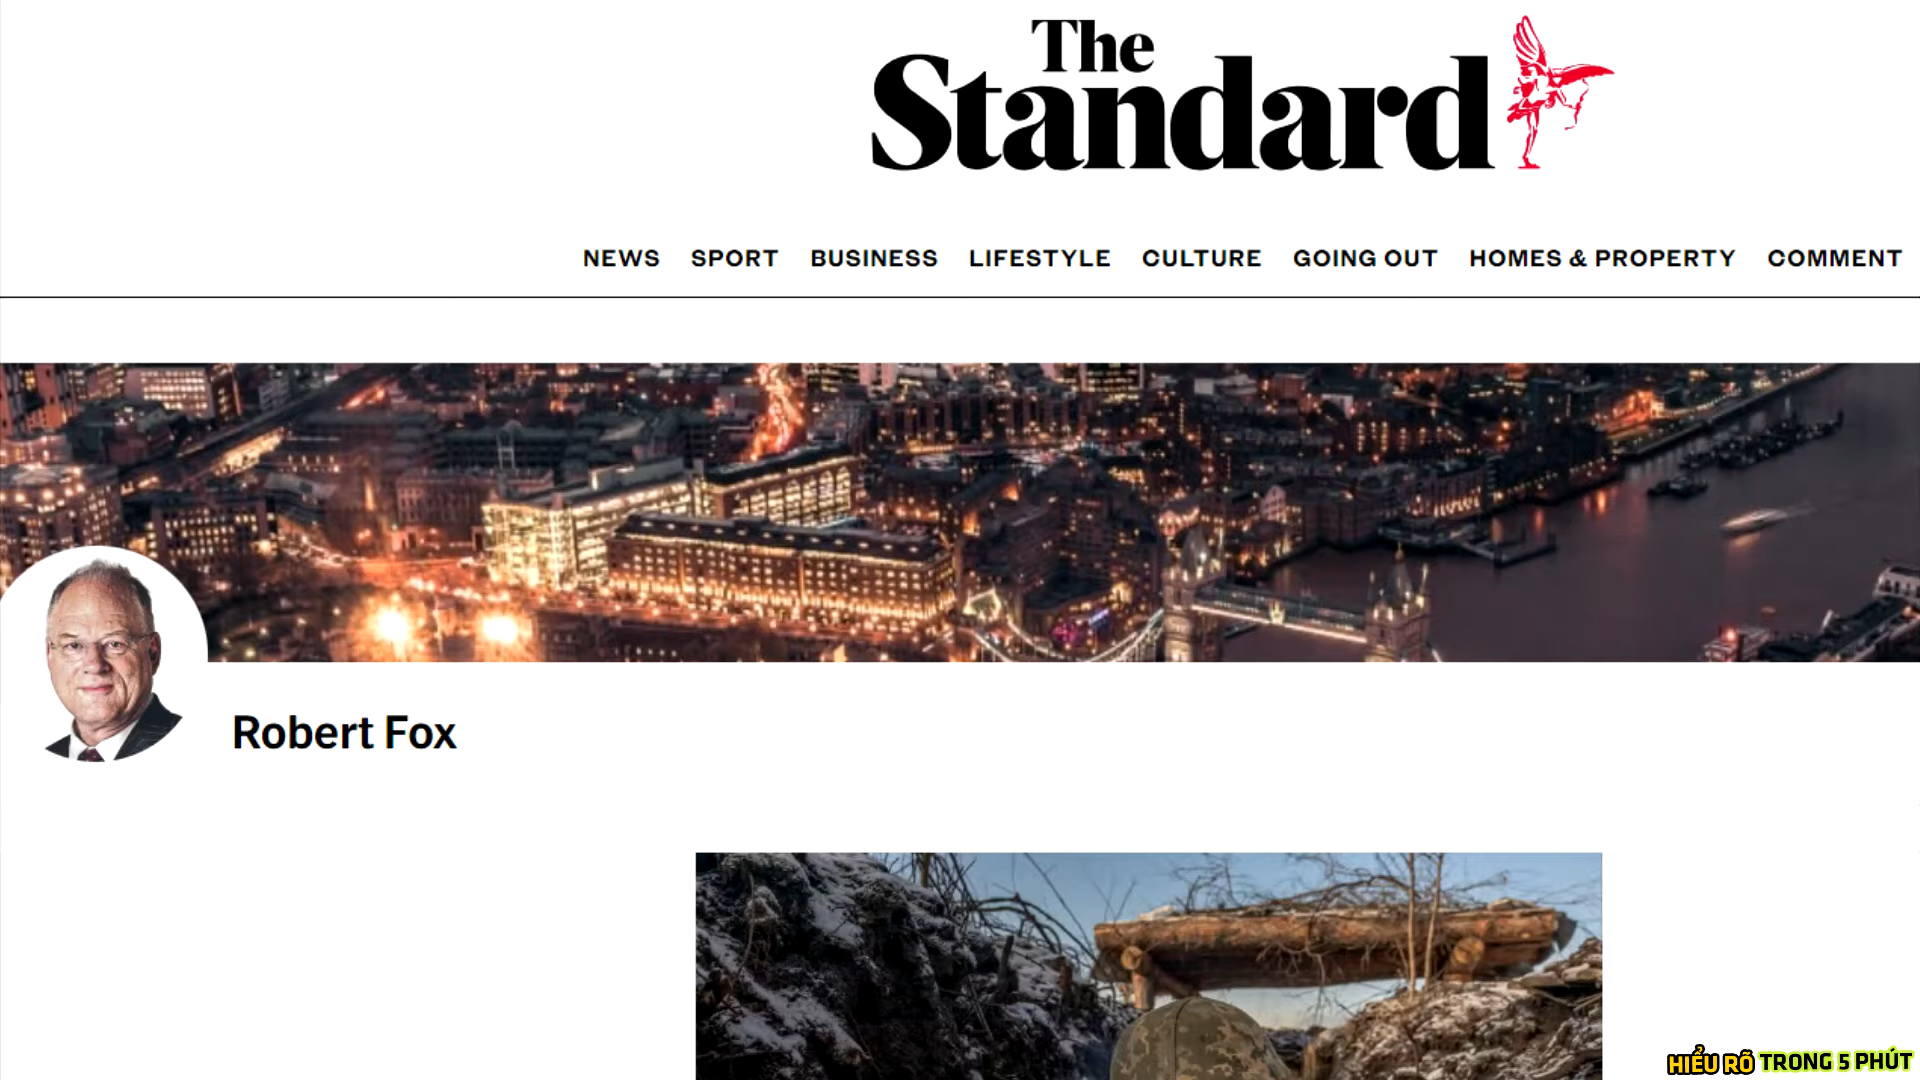 The
Standard
NEWS SPORT BUSINESS LIFESTYLE CULTURE GOING OUT HOMES & PROPERTY COMMENT
Robert Fox
HIỂU RÕ TRONG 5 PHÚT